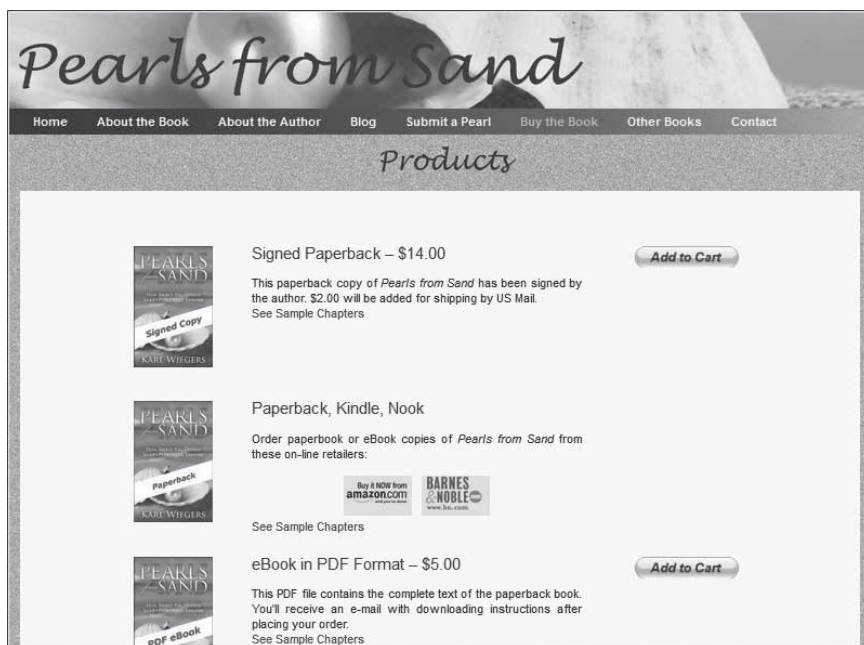 Pearls from Sand
Home About the Book About the Author Blog Submit a Pearl Buy the Book Other Books Contact
Products
PEARLS
from SAND
Signed Copy
KARL WIEGERS
Signed Paperback – $14.00
This paperback copy of Pearls from Sand has been signed by
the author. $2.00 will be added for shipping by US Mail.
See Sample Chapters
Add to Cart
PEARLS
from SAND
Paperback
KARL WIEGERS
Paperback, Kindle, Nook
Order paperbook or eBook copies of Pearls from Sand from
these on-line retailers:
Buy it NOW from
amazon.com
BARNES
&NOBLE
www.bn.com
See Sample Chapters
PEARLS
from SAND
PDF eBook
eBook in PDF Format – $5.00
This PDF file contains the complete text of the paperback book.
You'll receive an e-mail with downloading instructions after
placing your order.
See Sample Chapters
Add to Cart